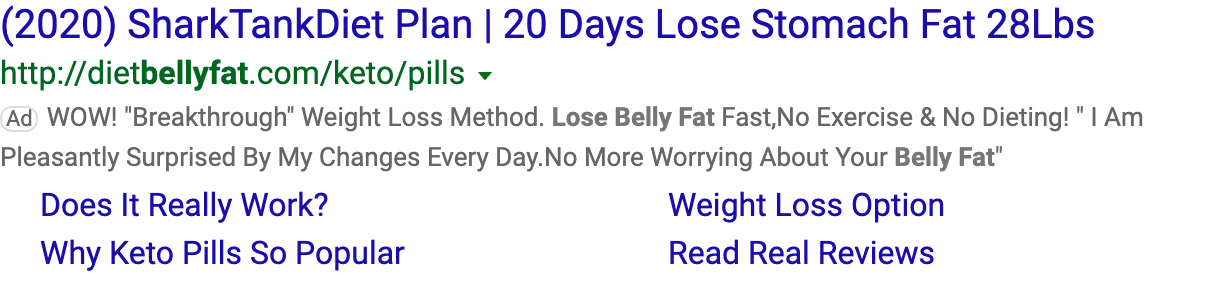 (2020) SharkTankDiet Plan | 20 Days Lose Stomach Fat 28Lbs
http://dietbellyfat.com/keto/pills
Ad WOW! "Breakthrough" Weight Loss Method. Lose Belly Fat Fast,No Exercise & No Dieting! " I Am
Pleasantly Surprised By My Changes Every Day.No More Worrying About Your Belly Fat"
Does It Really Work? Weight Loss Option
Why Keto Pills So Popular Read Real Reviews